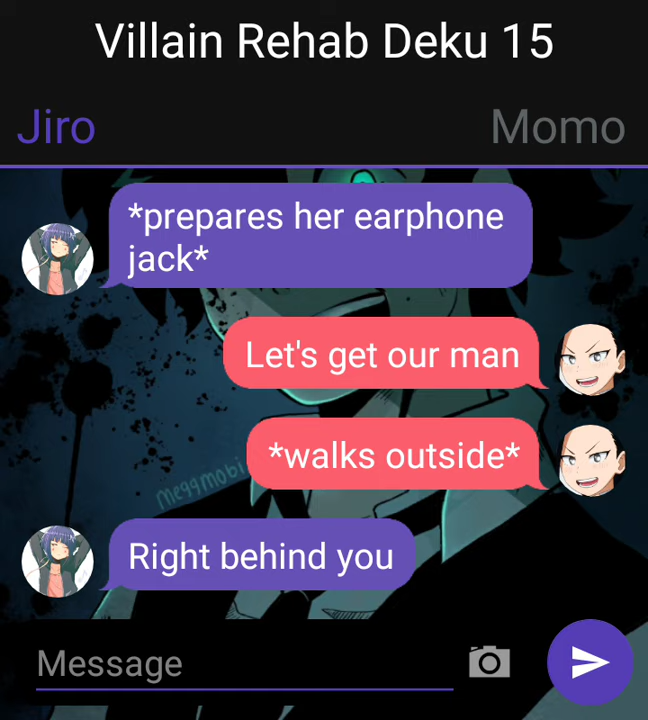 Villain Rehab Deku 15
Jiro
Momo
*prepares her earphone
jack*
Let's get our man
*walks outside*
meggmobi
Right behind you
Message